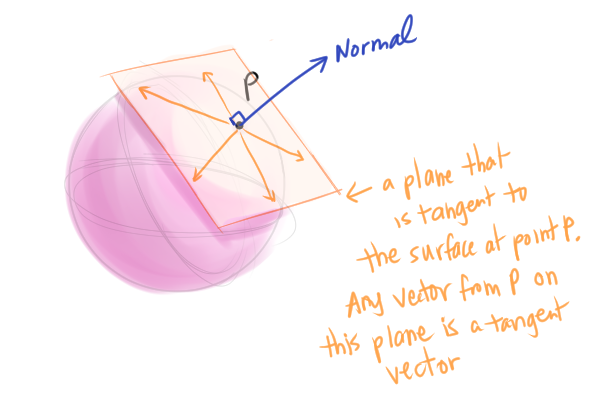 Normal
P
a plane that
is tangent to
the surface at point P.
Any vector from P on
this plane is a tangent
vector